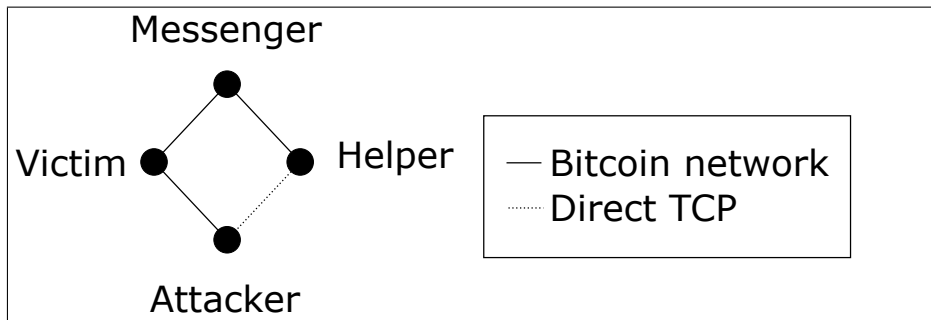 Messenger
Victim
Helper
Attacker
Bitcoin network
Direct TCP